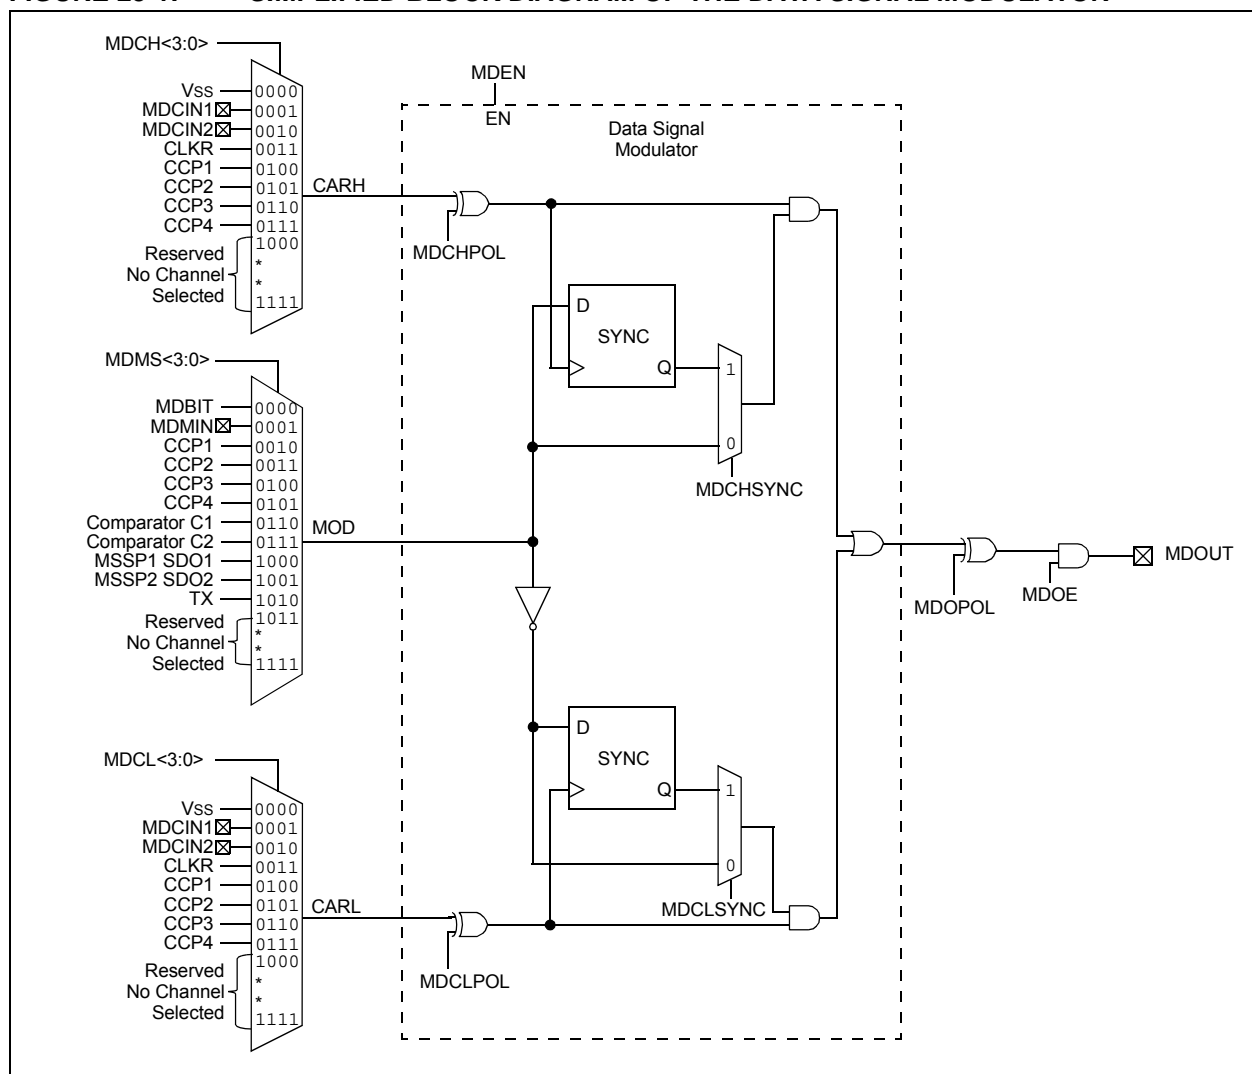 MDCH<3:0>
VSS 0000
MDCIN1 0001
MDCIN2 0010
CLKR 0011
CCP1 0100
CCP2 0101
CCP3 0110
CCP4 0111
1000
Reserved
*
No Channel
*
Selected
1111
CARH
MDEN
EN
Data Signal
Modulator
MDCHPOL
D
SYNC
Q
1
0
MDCHSYNC
MDMS<3:0>
MDBIT 0000
MDMIN 0001
CCP1 0010
CCP2 0011
CCP3 0100
CCP4 0101
Comparator C1 0110
Comparator C2 0111
MSSP1 SDO1 1000
MSSP2 SDO2 1001
TX 1010
Reserved 1011
*
No Channel
*
Selected 1111
MOD
MDOPOL
MDOE
MDOUT
D
SYNC
Q
1
0
MDCLSYNC
MDCL<3:0>
VSS 0000
MDCIN1 0001
MDCIN2 0010
CLKR 0011
CCP1 0100
CCP2 0101
CCP3 0110
CCP4 0111
1000
Reserved
*
No Channel
*
Selected
1111
CARL
MDCLPOL